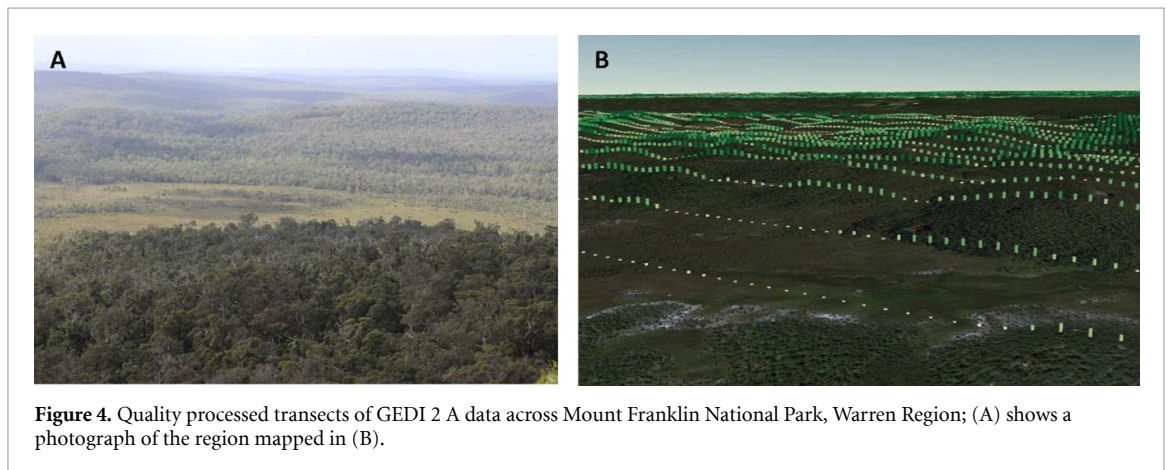 A
B
Figure 4. Quality processed transects of GEDI 2 A data across Mount Franklin National Park, Warren Region; (A) shows a
photograph of the region mapped in (B).